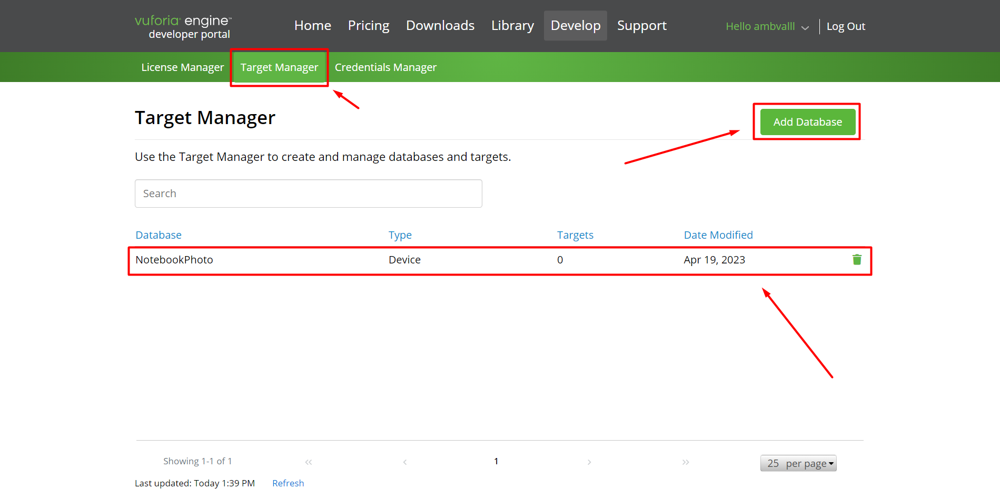 vuforia® engine™
developer portal
Home Pricing Downloads Library Develop Support
Hello ambvalll
Log Out
License Manager Target Manager Credentials Manager
Target Manager
Add Database
Use the Target Manager to create and manage databases and targets.
Search
Database Type Targets Date Modified
NotebookPhoto Device 0 Apr 19, 2023
Showing 1-1 of 1 « ‹ 1 › » 25 per page
Last updated: Today 1:39 PM Refresh